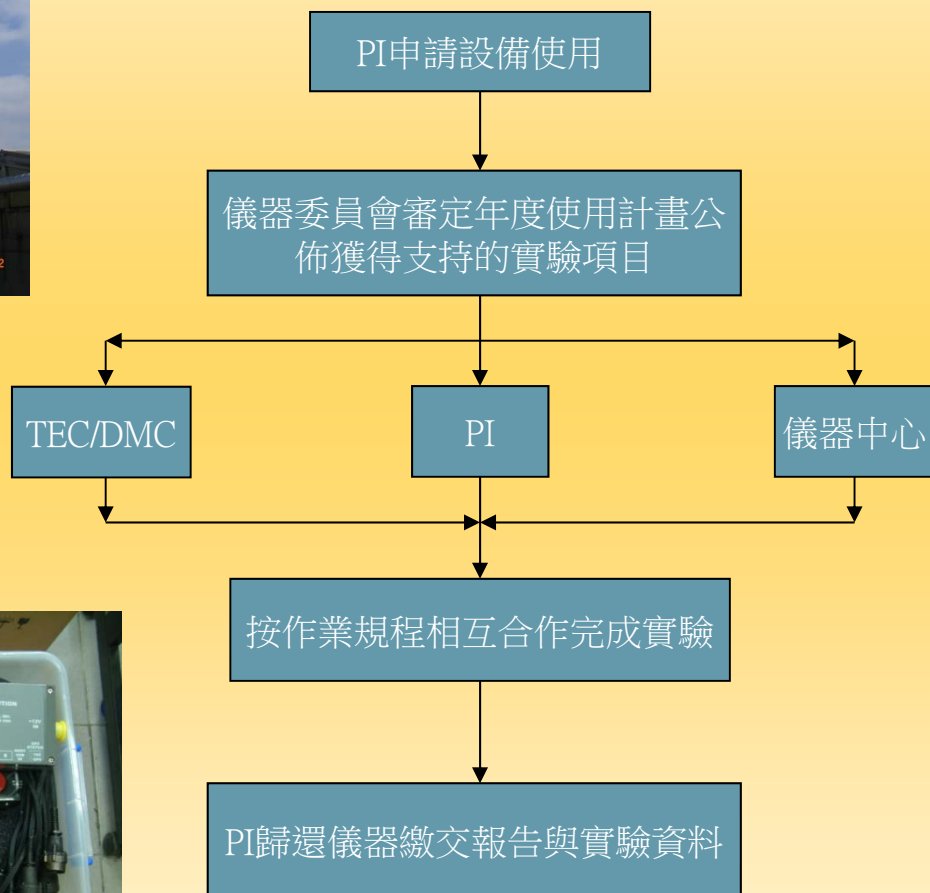 PI申請設備使用
儀器委員會審定年度使用計畫公
佈獲得支持的實驗項目
TEC/DMC
PI
儀器中心
按作業規程相互合作完成實驗
PI歸還儀器繳交報告與實驗資料